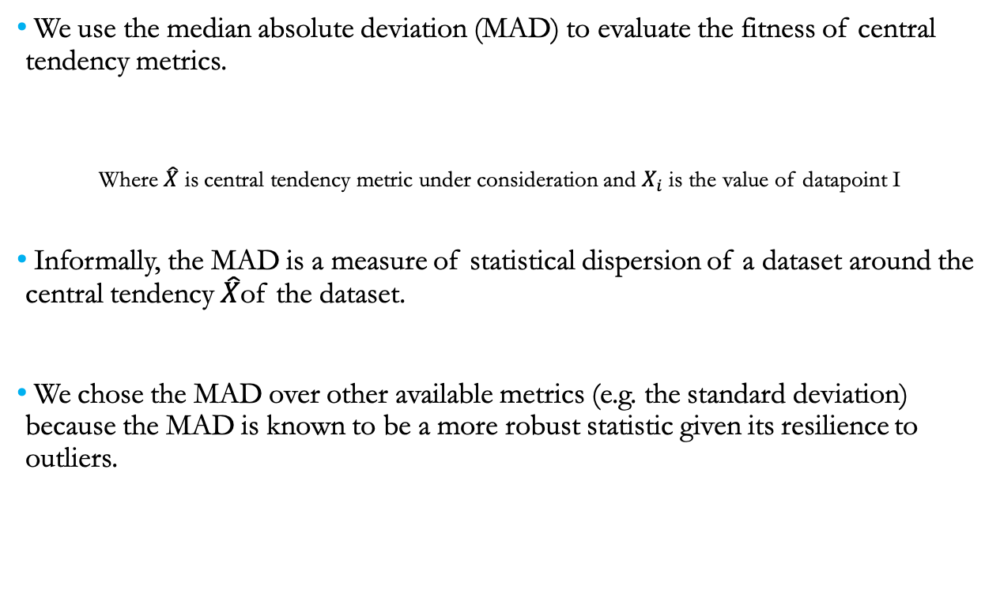 • We use the median absolute deviation (MAD) to evaluate the fitness of central
tendency metrics.
Where X̂ is central tendency metric under consideration and Xᵢ is the value of datapoint I
• Informally, the MAD is a measure of statistical dispersion of a dataset around the
central tendency X̂of the dataset.
• We chose the MAD over other available metrics (e.g. the standard deviation)
because the MAD is known to be a more robust statistic given its resilience to
outliers.